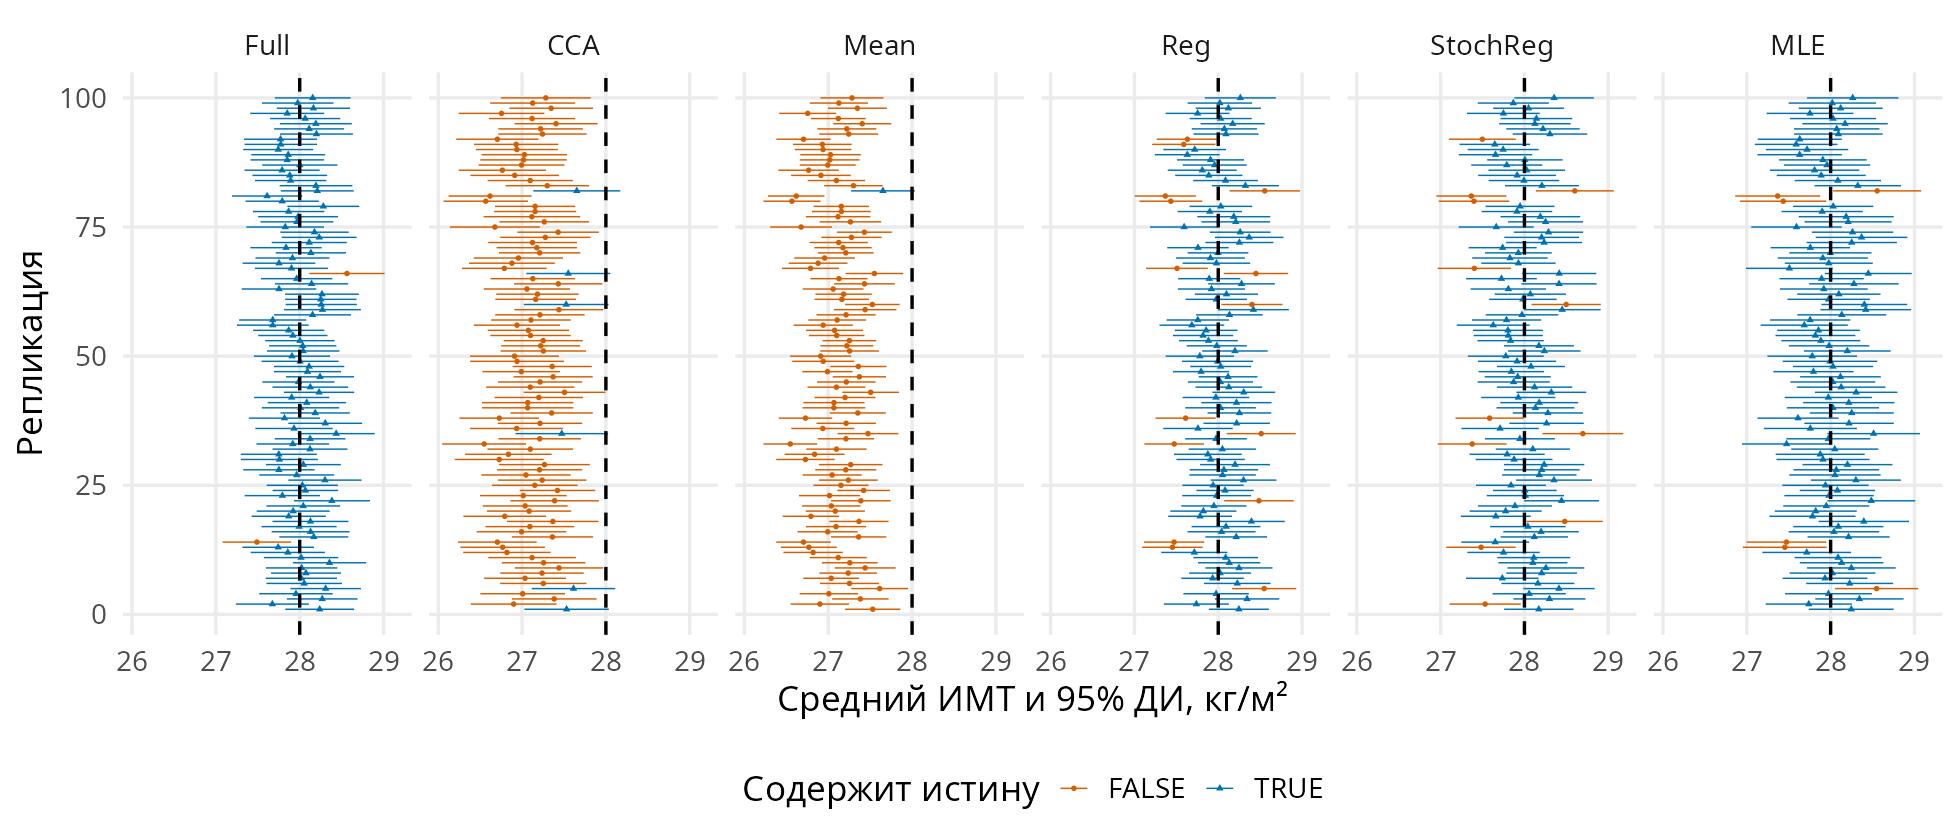 Full CCA Mean Reg StochReg MLE
Репликация
100
75
50
25
0
26 27 28 29 26 27 28 29 26 27 28 29 26 27 28 29 26 27 28 29 26 27 28 29
Средний ИМТ и 95% ДИ, кг/м²
Содержит истину FALSE TRUE